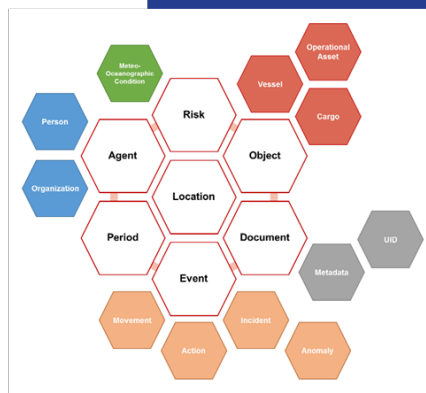 Operational
Asset
Meteo-
Oceanographic
Condition
Vessel
Risk
Cargo
Person
Agent
Object
Organization
Location
Period
Document
UID
Metadata
Event
Movement
Incident
Action
Anomaly